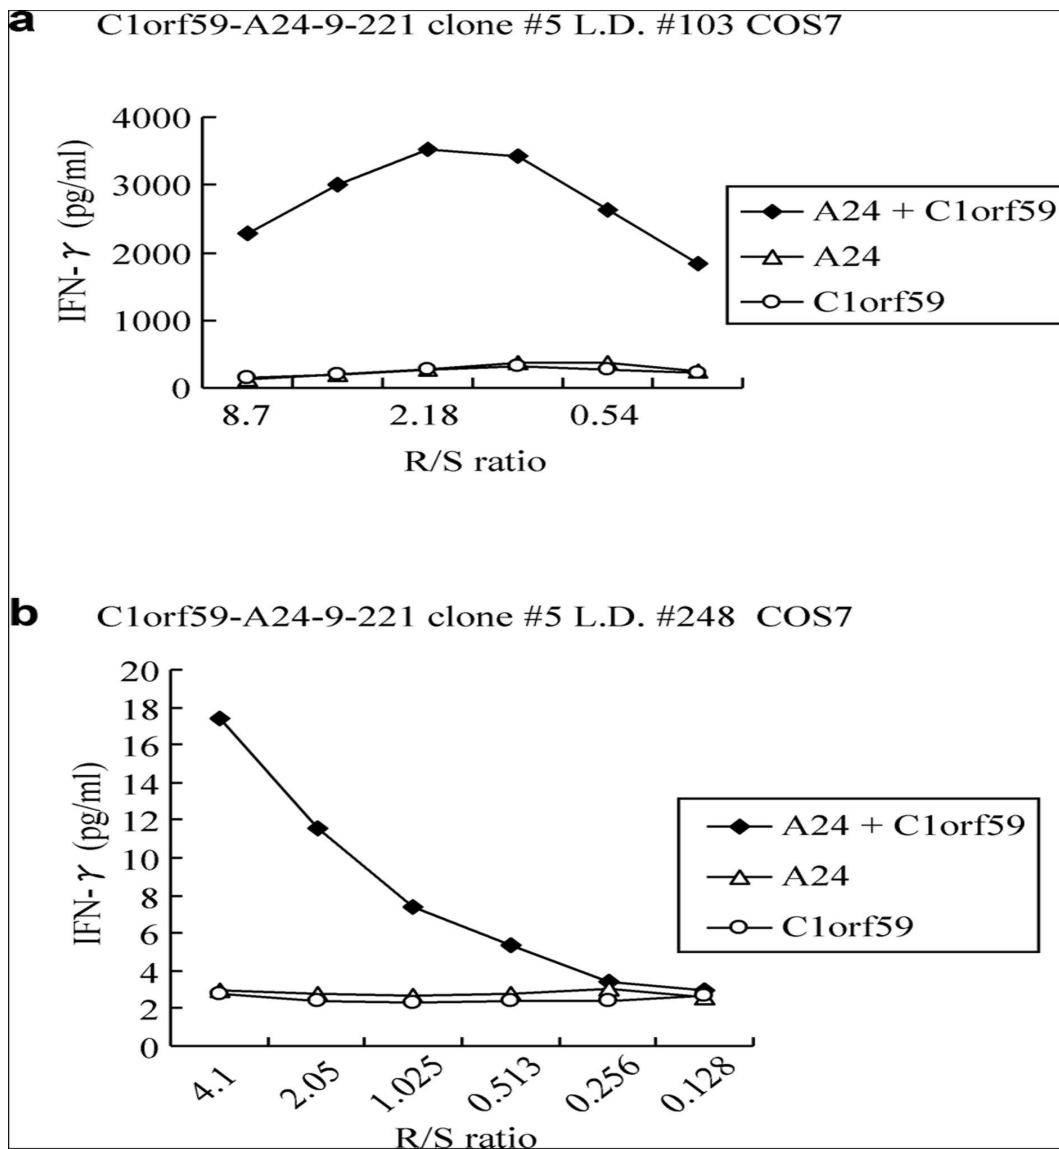 a C1orf59-A24-9-221 clone #5 L.D. #103 COS7
4000
3000
2000
1000
0
IFN-γ (pg/ml)
8.7 2.18 0.54
R/S ratio
A24 + C1orf59
A24
C1orf59
b C1orf59-A24-9-221 clone #5 L.D. #248 COS7
20
18
16
14
12
10
8
6
4
2
0
IFN-γ (pg/ml)
4.1 2.05 1.025 0.513 0.256 0.128
R/S ratio
A24 + C1orf59
A24
C1orf59